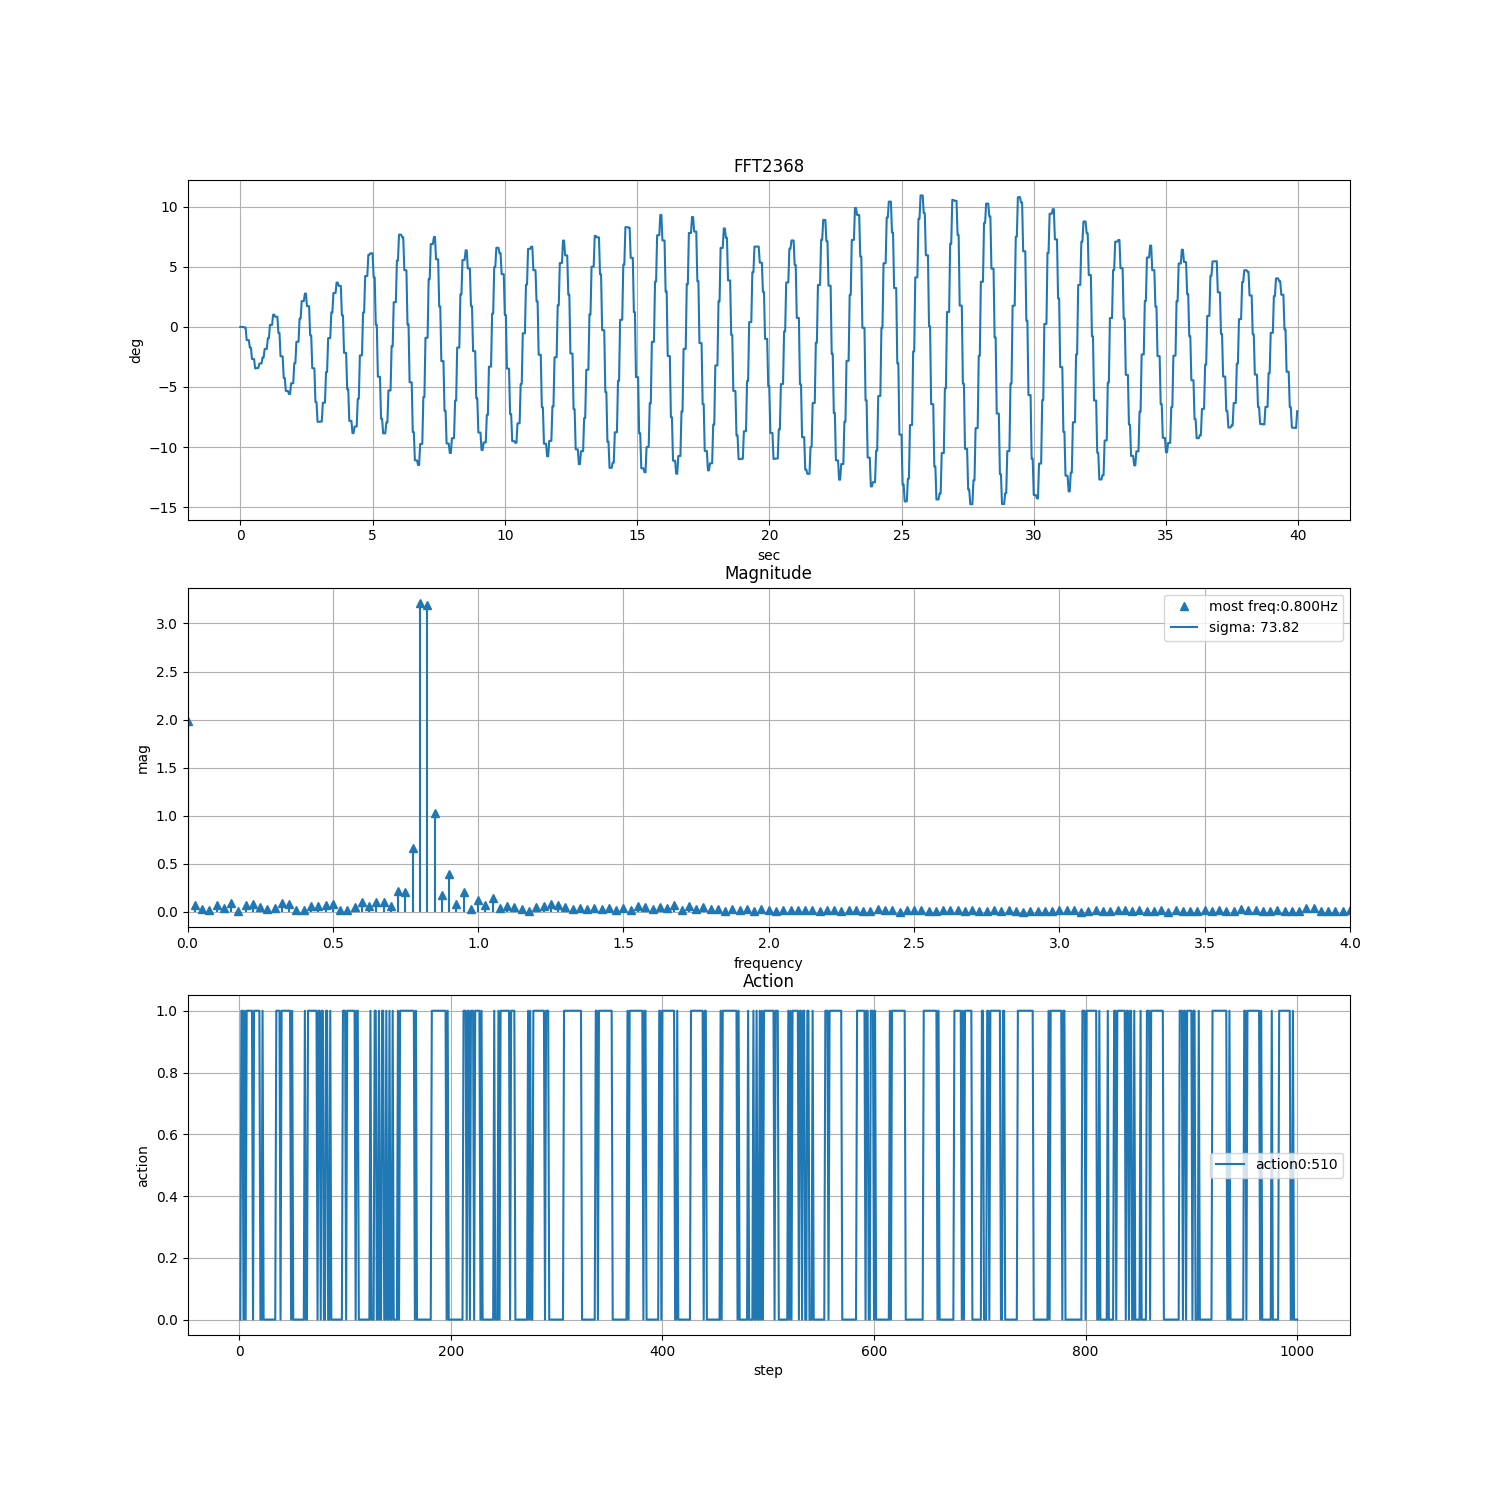 FFT2368
10
5
0
−5
−10
−15
deg
0 5 10 15 20 25 30 35 40
sec
Magnitude
most freq:0.800Hz
sigma: 73.82
3.0
2.5
2.0
1.5
1.0
0.5
0.0
mag
0.0 0.5 1.0 1.5 2.0 2.5 3.0 3.5 4.0
frequency
Action
1.0
0.8
0.6
0.4
0.2
0.0
action
action0:510
0 200 400 600 800 1000
step